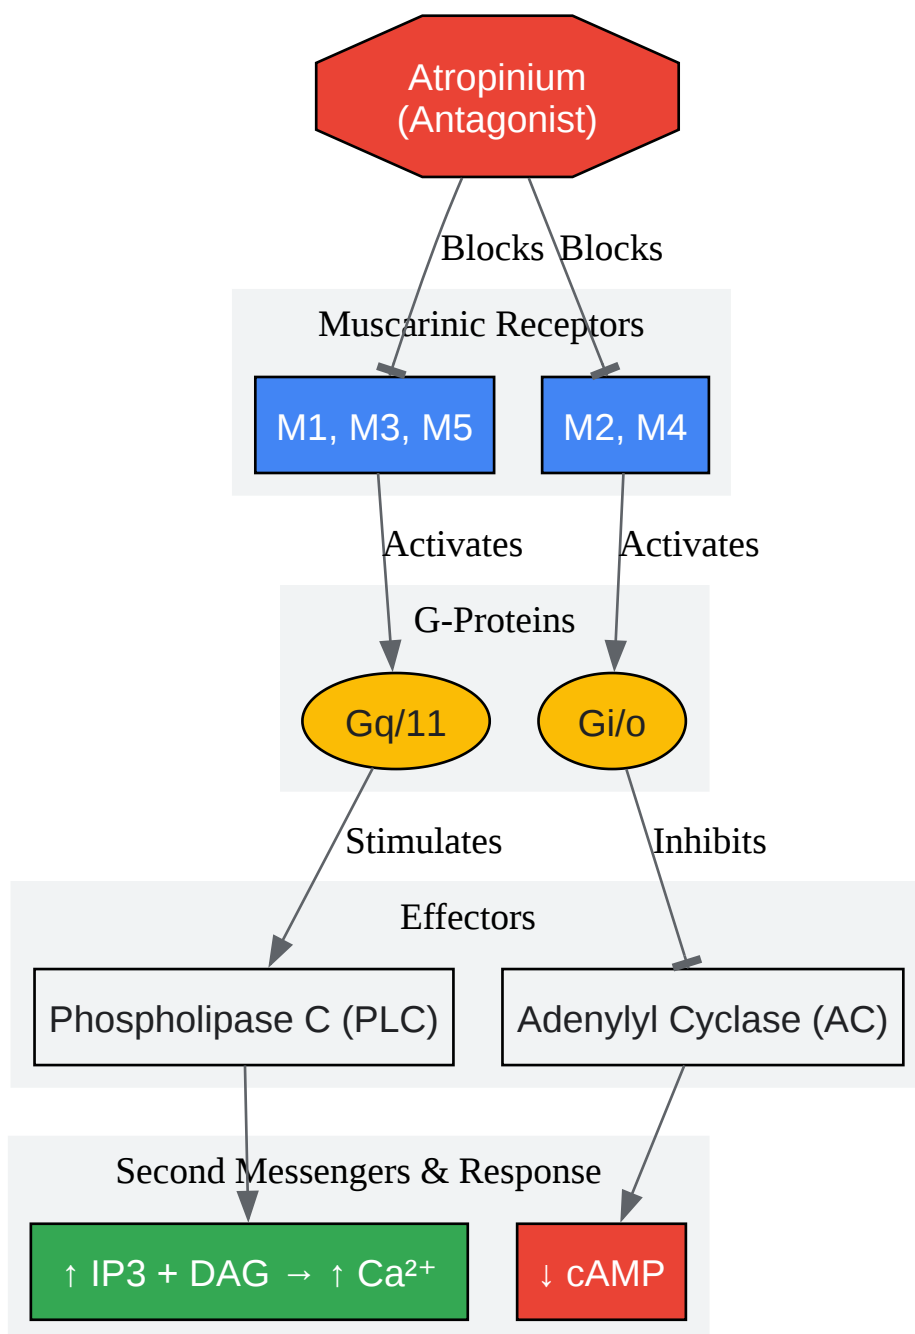 Atropinium
(Antagonist)
Blocks
Blocks
Muscarinic Receptors
M1, M3, M5
M2, M4
Activates
Activates
G-Proteins
Gq/11
Gi/o
Stimulates
Inhibits
Effectors
Phospholipase C (PLC)
Adenylyl Cyclase (AC)
Second Messengers & Response
↑ IP3 + DAG → ↑ Ca²⁺
↓ cAMP